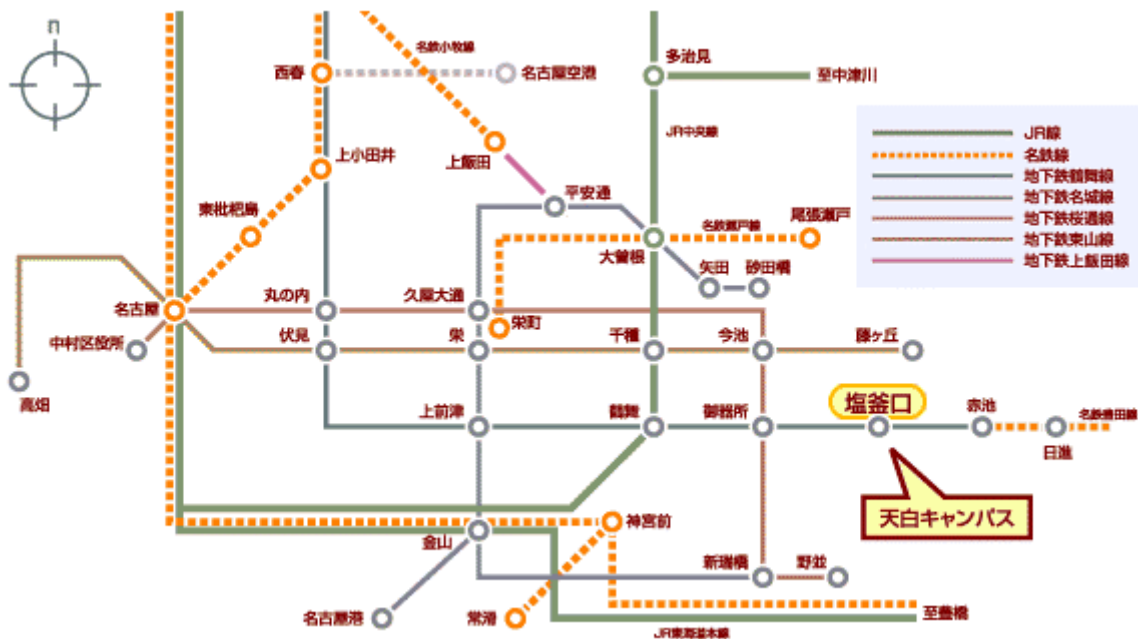 n
名鉄小牧線
西春
名古屋空港
多治見
至中津川
JR中央線
JR線
名鉄線
地下鉄鶴舞線
地下鉄名城線
地下鉄桜通線
地下鉄東山線
地下鉄上飯田線
上小田井
上飯田
平安通
東枇杷島
名鉄瀬戸線
尾張瀬戸
大曽根
矢田
砂田橋
名古屋
丸の内
久屋大通
栄町
中村区役所
伏見
栄
千種
今池
藤ヶ丘
高畑
上前津
鶴舞
御器所
塩釜口
赤池
名鉄豊田線
日進
天白キャンパス
神宮前
金山
新瑞橋
野並
名古屋港
常滑
至豊橋
JR東海道本線